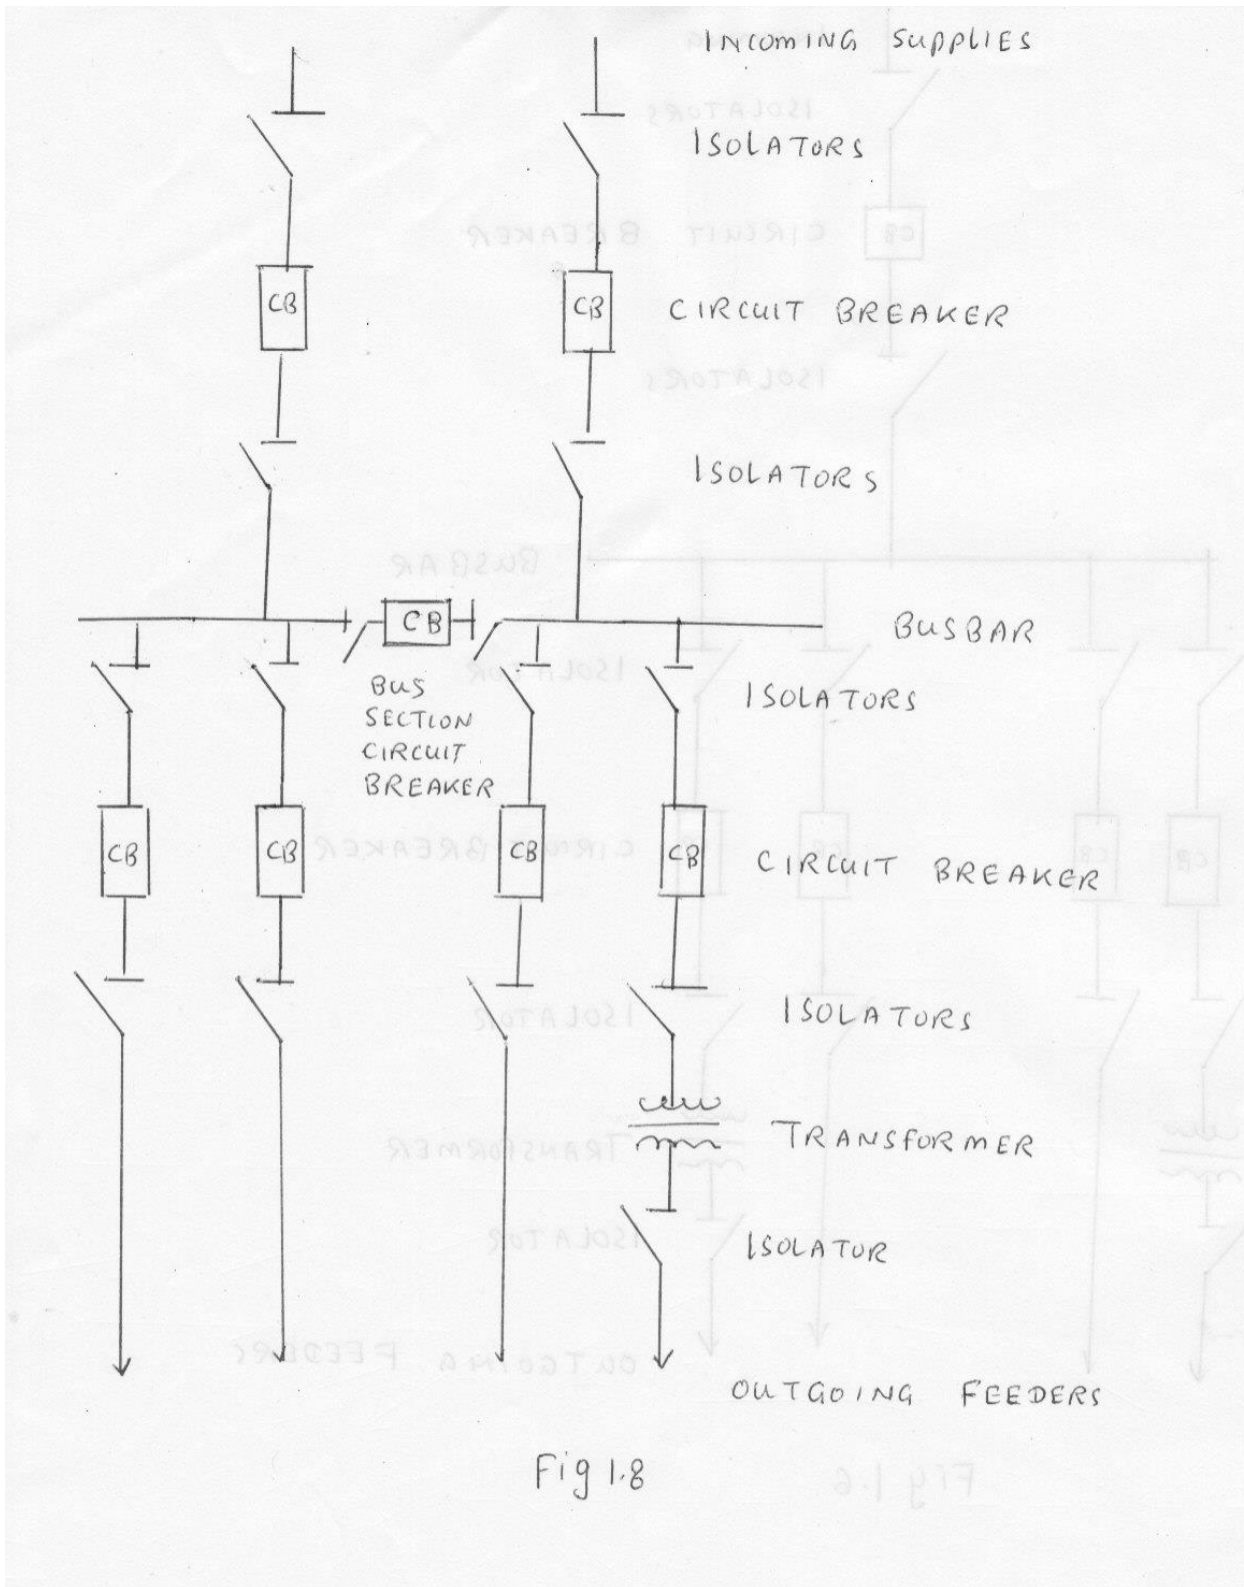 INCOMING SUPPLIES
ISOLATORS
CB
CB
CIRCUIT BREAKER
ISOLATORS
CB
BUSBAR
BUS
SECTION
CIRCUIT
BREAKER
ISOLATORS
CB
CB
CB
CB
CIRCUIT BREAKER
ISOLATORS
TRANSFORMER
ISOLATOR
OUTGOING FEEDERS
Fig 1.8